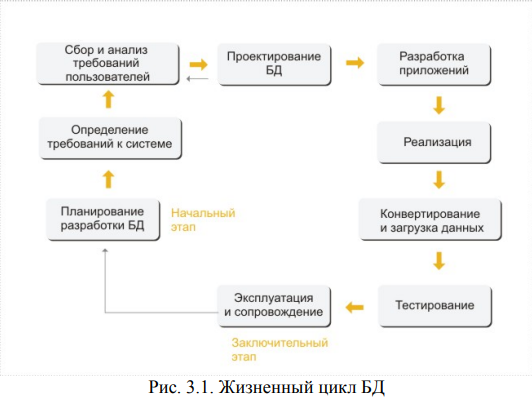 Сбор и анализ
требований
пользователей
Проектирование
БД
Разработка
приложений
Определение
требований к системе
Реализация
Планирование
разработки БД
Начальный
этап
Конвертирование
и загрузка данных
Эксплуатация
и сопровождение
Тестирование
Заключительный
этап
Рис. 3.1. Жизненный цикл БД